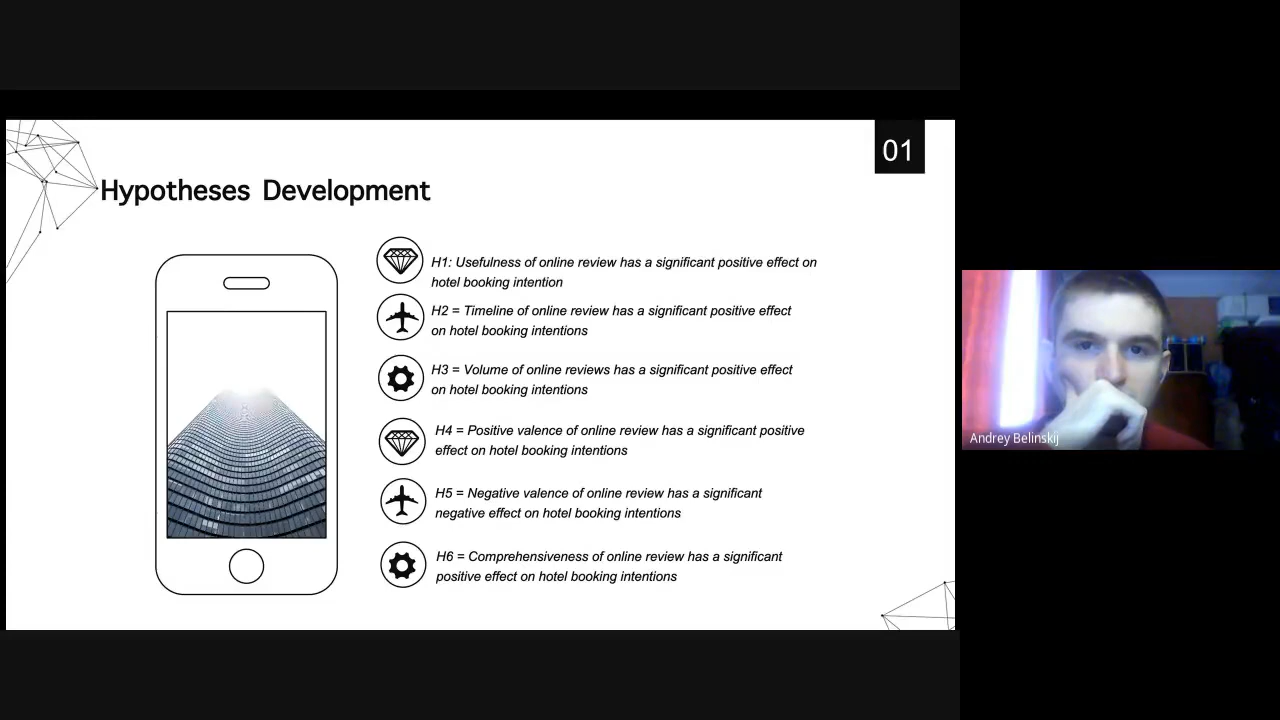 01
Hypotheses Development
H1: Usefulness of online review has a significant positive effect on
hotel booking intention
H2 = Timeline of online review has a significant positive effect
on hotel booking intentions
H3 = Volume of online reviews has a significant positive effect
on hotel booking intentions
H4 = Positive valence of online review has a significant positive
effect on hotel booking intentions
H5 = Negative valence of online review has a significant
negative effect on hotel booking intentions
H6 = Comprehensiveness of online review has a significant
positive effect on hotel booking intentions
Andrey Belinskij